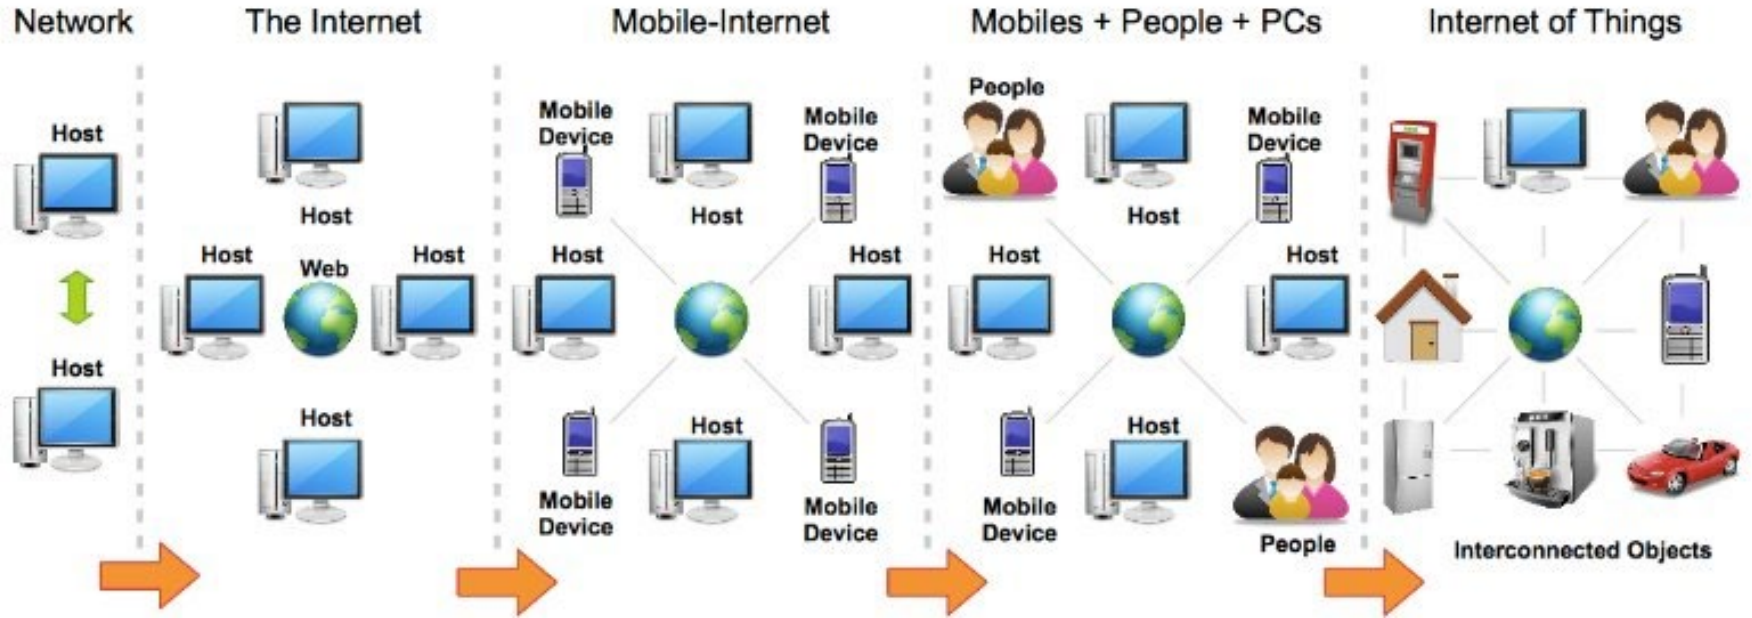 Network
The Internet
Mobile-Internet
Mobiles + People + PCs
Internet of Things
Host
Host
Host
Host
Web
Host
Host
Mobile
Device
Mobile
Device
Host
Host
Host
Host
Mobile
Device
Mobile
Device
People
Mobile
Device
Host
Host
Host
Host
Mobile
Device
People
Interconnected Objects